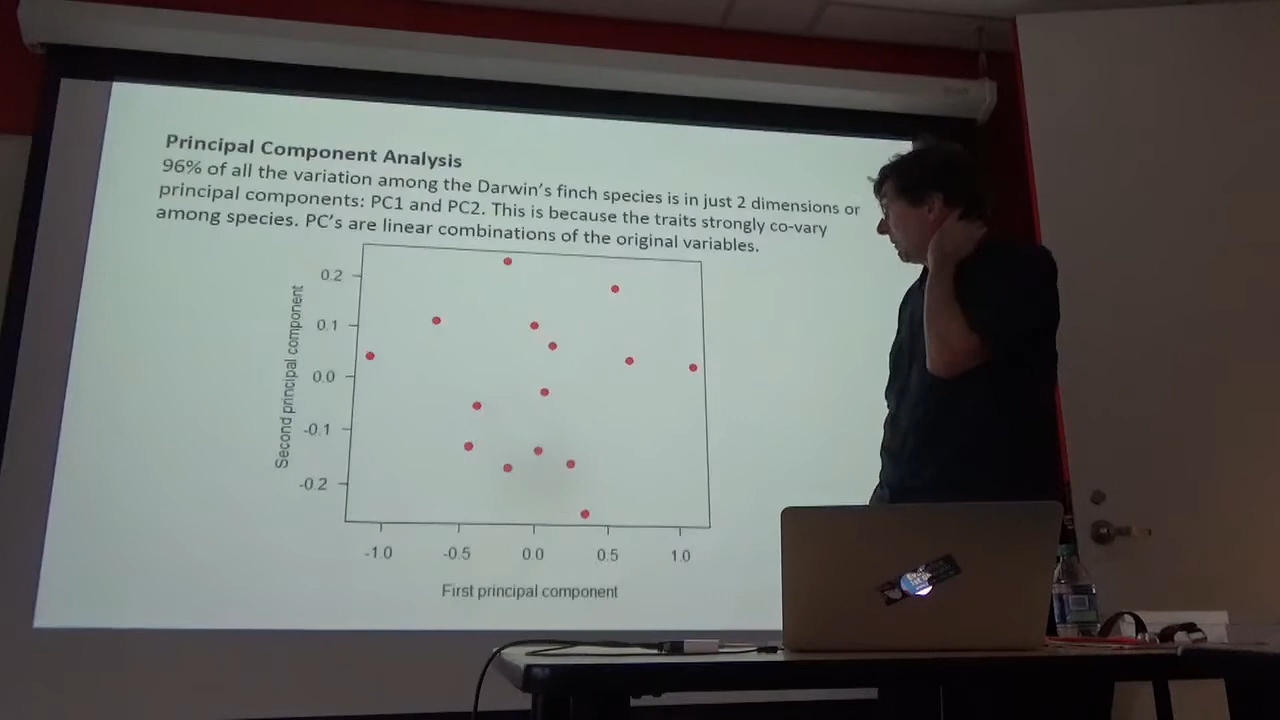 Principal Component Analysis
96% of all the variation among the Darwin's finch species is in just 2 dimensions or
principal components: PC1 and PC2. This is because the traits strongly co-vary
among species. PC's are linear combinations of the original variables.
Second principal component
0.2
0.1
0.0
-0.1
-0.2
-1.0 -0.5 0.0 0.5 1.0
First principal component